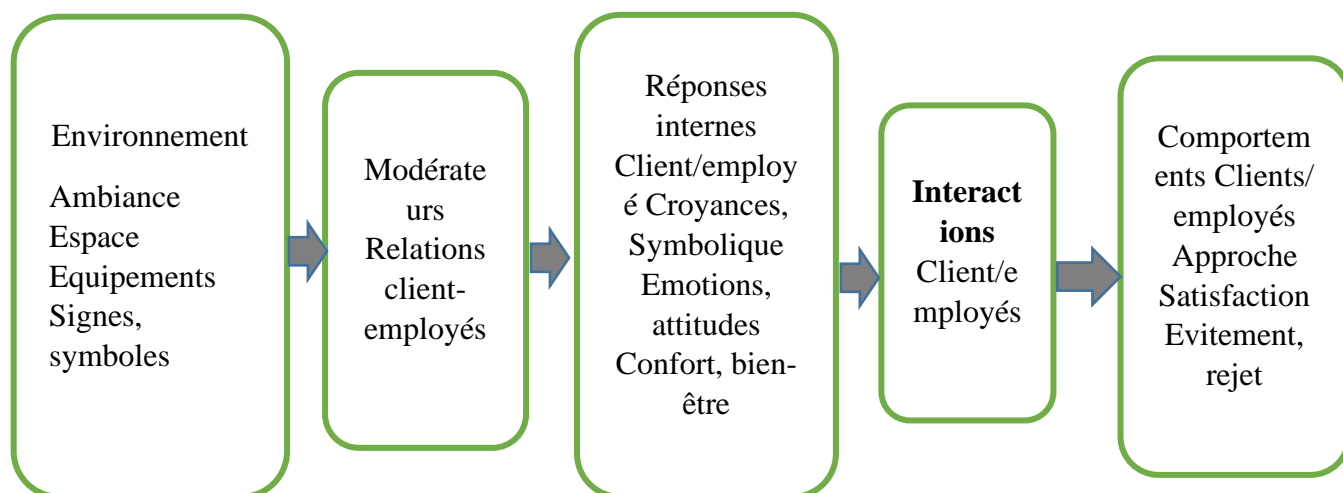 Environnement
Ambiance
Espace
Equipements
Signes,
symboles
Modérate
urs
Relations
client-
employés
Réponses
internes
Client/employ
é Croyances,
Symbolique
Emotions,
attitudes
Confort, bien-
être
Interact
ions
Client/e
mployés
Comportem
ents Clients/
employés
Approche
Satisfaction
Evitement,
rejet